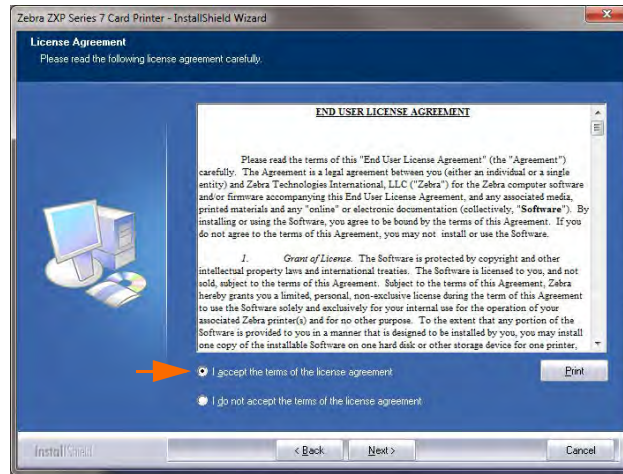 Zebra ZXP Series 7 Card Printer - InstallShield Wizard
License Agreement
Please read the following license agreement carefully.
END USER LICENSE AGREEMENT
Please read the terms of this "End User License Agreement" (the "Agreement")
carefully. The Agreement is a legal agreement between you (either an individual or a single
entity) and Zebra Technologies International, LLC ("Zebra") for the Zebra computer software
and/or firmware accompanying this End User License Agreement, and any associated media,
printed materials and any "online" or electronic documentation (collectively, "Software"). By
installing or using the Software, you agree to be bound by the terms of this Agreement. If you
do not agree to the terms of this Agreement, you may not install or use the Software.
1. Grant of License. The Software is protected by copyright and other
intellectual property laws and international treaties. The Software is licensed to you, and not
sold, subject to the terms of this Agreement. Subject to the terms of this Agreement, Zebra
hereby grants you a limited, personal, non-exclusive license during the term of this Agreement
to use the Software solely and exclusively for your internal use for the operation of your
associated Zebra printer(s) and for no other purpose. To the extent that any portion of the
Software is provided to you in a manner that is designed to be installed by you, you may install
one copy of the installable Software on one hard disk or other storage device for one printer,
I accept the terms of the license agreement
Print
I do not accept the terms of the license agreement
InstallShield
< Back
Next >
Cancel